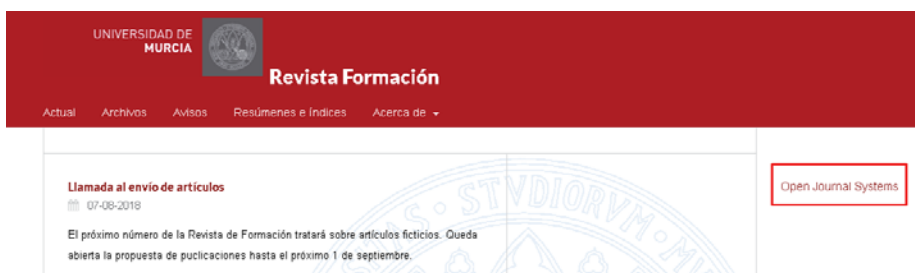 UNIVERSIDAD DE
MURCIA
Revista Formación
Actual Archivos Avisos Resúmenes e índices Acerca de
Llamada al envío de artículos
07-08-2018
El próximo número de la Revista de Formación tratará sobre artículos ficticios. Queda
abierta la propuesta de puclicaciones hasta el próximo 1 de septiembre.
Open Journal Systems
STVDIORVM